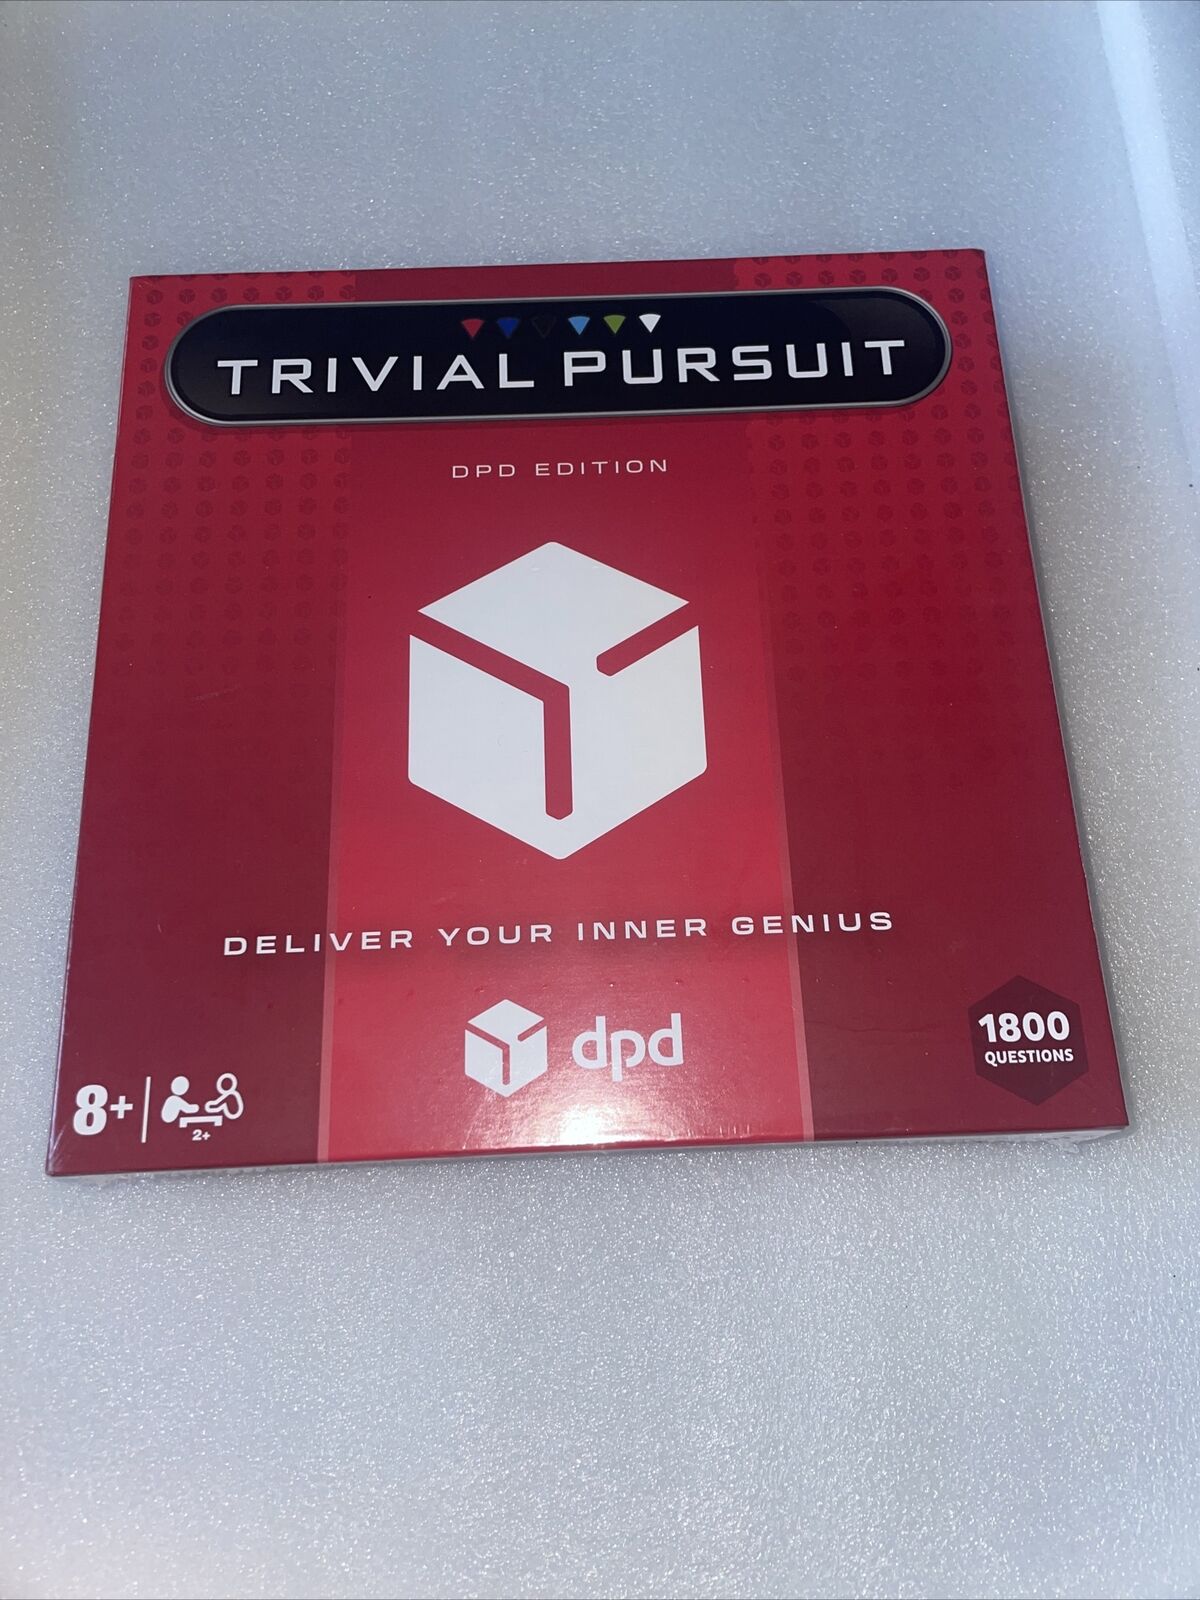 TRIVIAL PURSUIT
DPD EDITION
DELIVER YOUR INNER GENIUS
dpd
1800
QUESTIONS
8+
2+